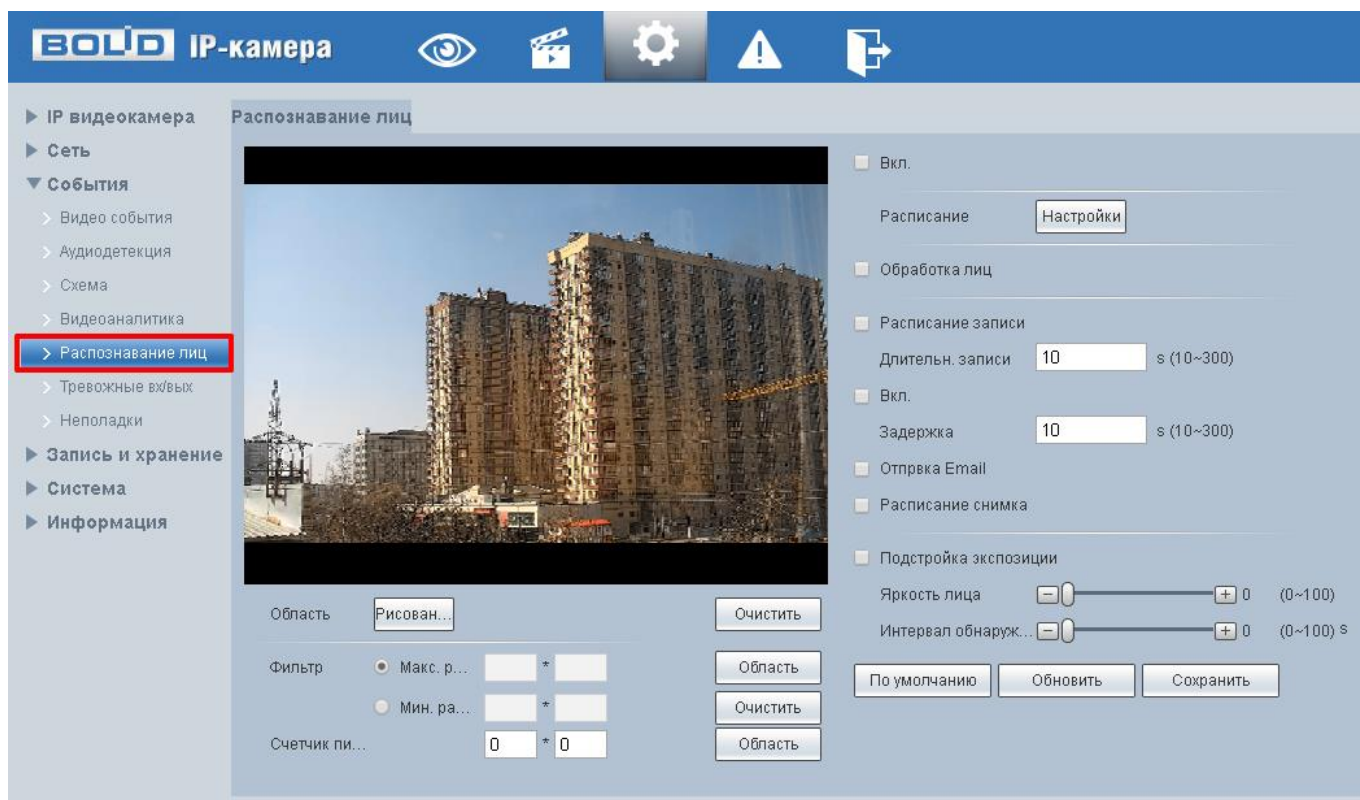 BOLID IP-камера
IP видеокамера
Сеть
События
Видео события
Аудиодетекция
Схема
Видеоаналитика
Распознавание лиц
Тревожные вх/вых
Неполадки
Запись и хранение
Система
Информация
Распознавание лиц
Область Рисован... Очистить
Фильтр Макс. р... * Область
Мин. ра... * Очистить
Счетчик пи... 0 * 0 Область
Вкл.
Расписание Настройки
Обработка лиц
Расписание записи
Длительн. записи 10 s (10~300)
Вкл.
Задержка 10 s (10~300)
Отпрвка Email
Расписание снимка
Подстройка экспозиции
Яркость лица - + 0 (0~100)
Интервал обнаруж... - + 0 (0~100) s
По умолчанию Обновить Сохранить